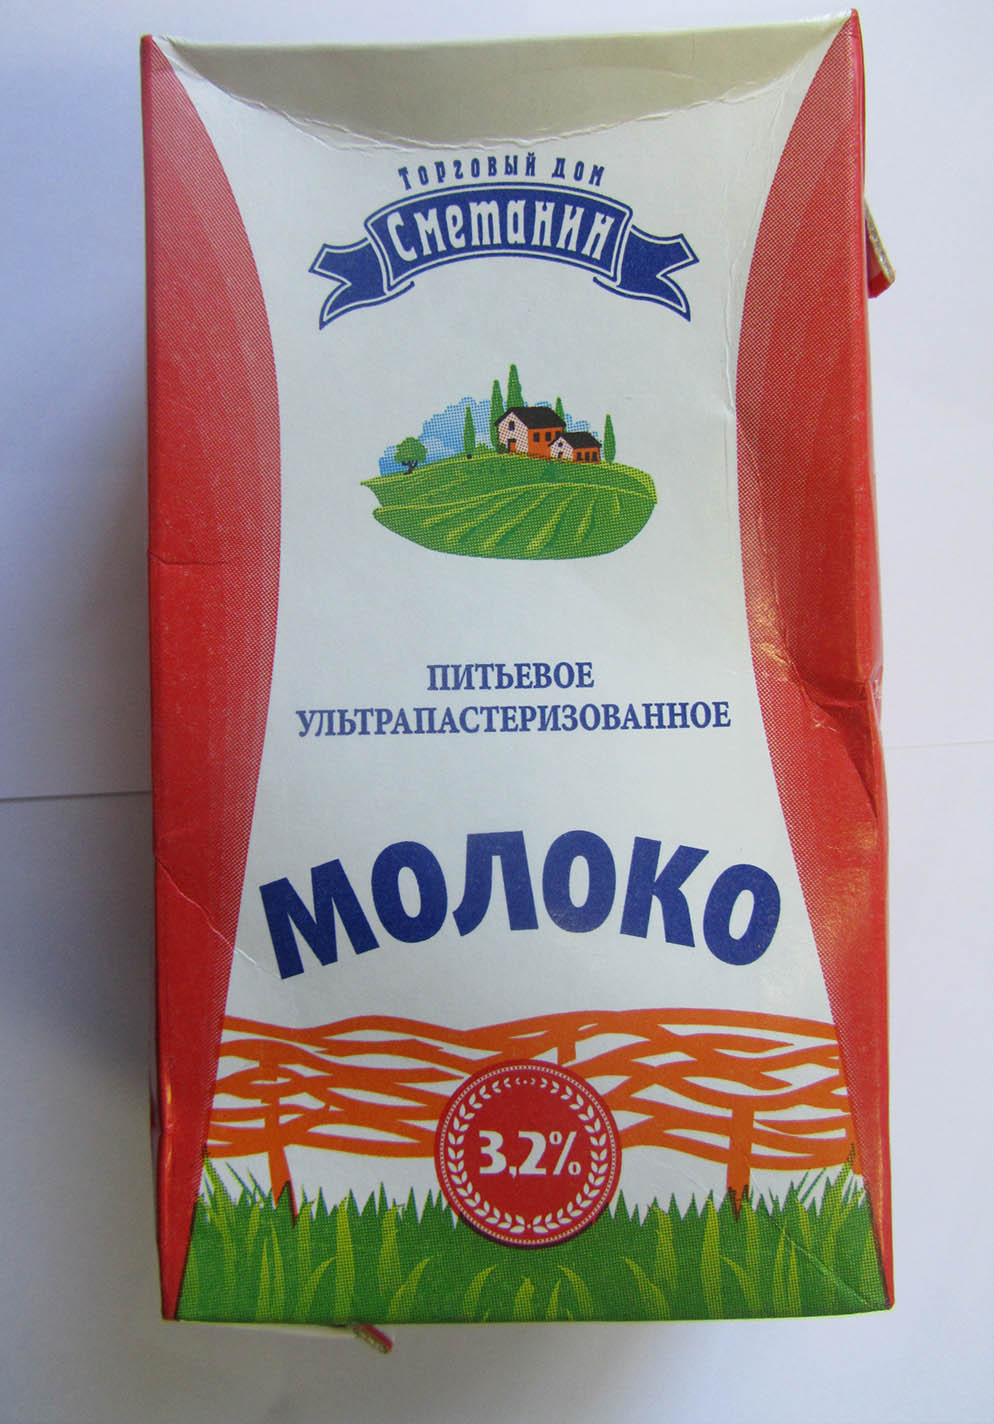 ТОРГОВЫЙ ДОМ
Сметанин
ПИТЬЕВОЕ
УЛЬТРАПАСТЕРИЗОВАННОЕ
МОЛОКО
3,2%